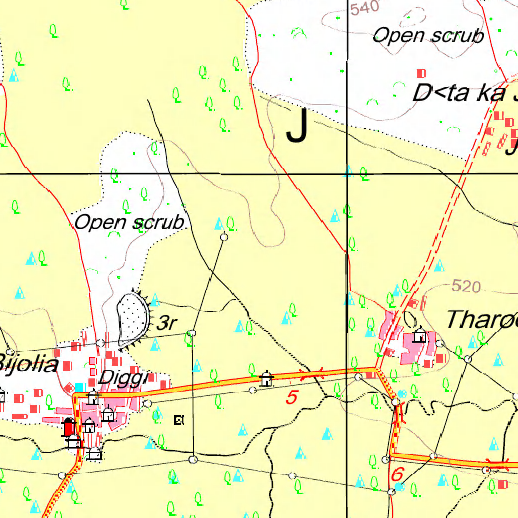 540
Open scrub
D<ta ka J
J
Open scrub
520
3r
Tharø
Bijolia
Diggi
5
6